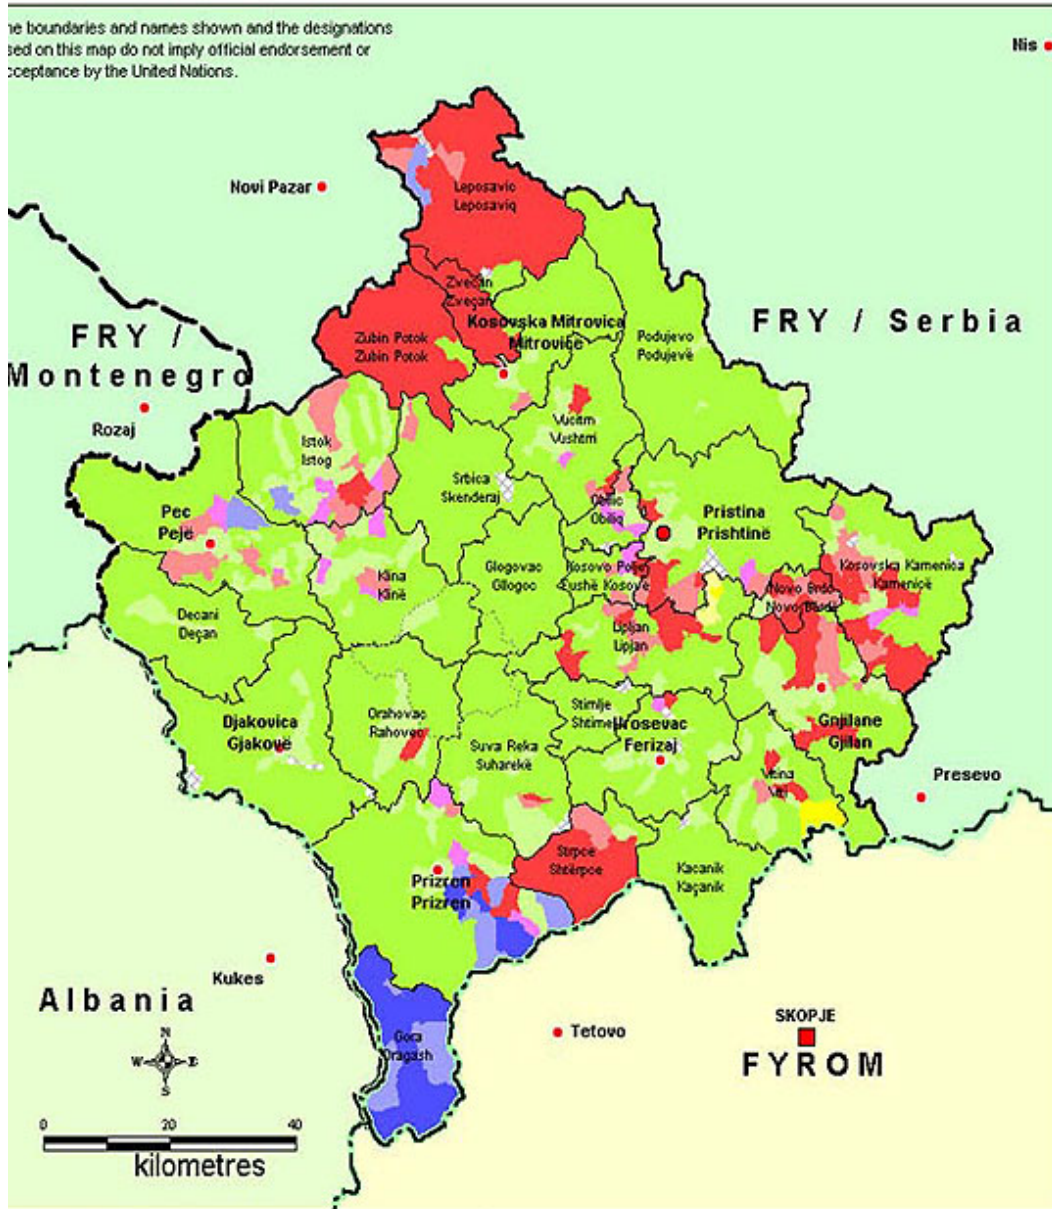 he boundaries and names shown and the designations
sed on this map do not imply official endorsement or
cceptance by the United Nations.
Nis
Novi Pazar
Leposavic
Leposaviq
Zvecan
Zveçan
Kosovska Mitrovica
Mitrovicë
FRY / Serbia
FRY /
Montenegro
Zubin Potok
Zubin Potok
Podujevo
Podujevë
Rozaj
Vucitrn
Vushtrri
Istok
Istog
Srbica
Skenderaj
Obilic
Obiliq
Pec
Pejë
Pristina
Prishtinë
Glogovac
Gllogoc
Kosovo Polje
Fushë Kosovë
Kosovska Kamenica
Kamenicë
Klina
Klinë
Novo Brdo
Novo Bërdë
Decani
Deçan
Lipljan
Lipjan
Djakovica
Gjakovë
Orahovac
Rahovec
Stimlje
Shtime
Urosevac
Ferizaj
Gnjilane
Gjilan
Suva Reka
Suharekë
Vitina
Viti
Presevo
Strpce
Shtërpcë
Kacanik
Kaçanik
Prizren
Prizren
Kukes
Albania
N
W
E
S
Gora
Dragash
Tetovo
SKOPJE
FYROM
0
20
40
kilometres